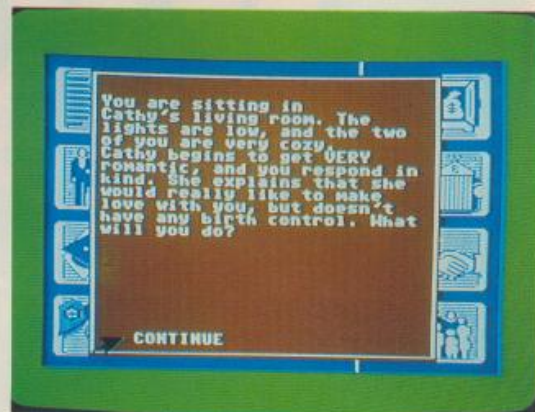 You are sitting in
Cathy's living room. The
lights are low, and the two
of you are very cozy.
Cathy begins to get VERY
romantic, and you respond in
kind. She explains that she
would really like to make
love with you, but doesn't
have any birth control. What
will you do?
CONTINUE